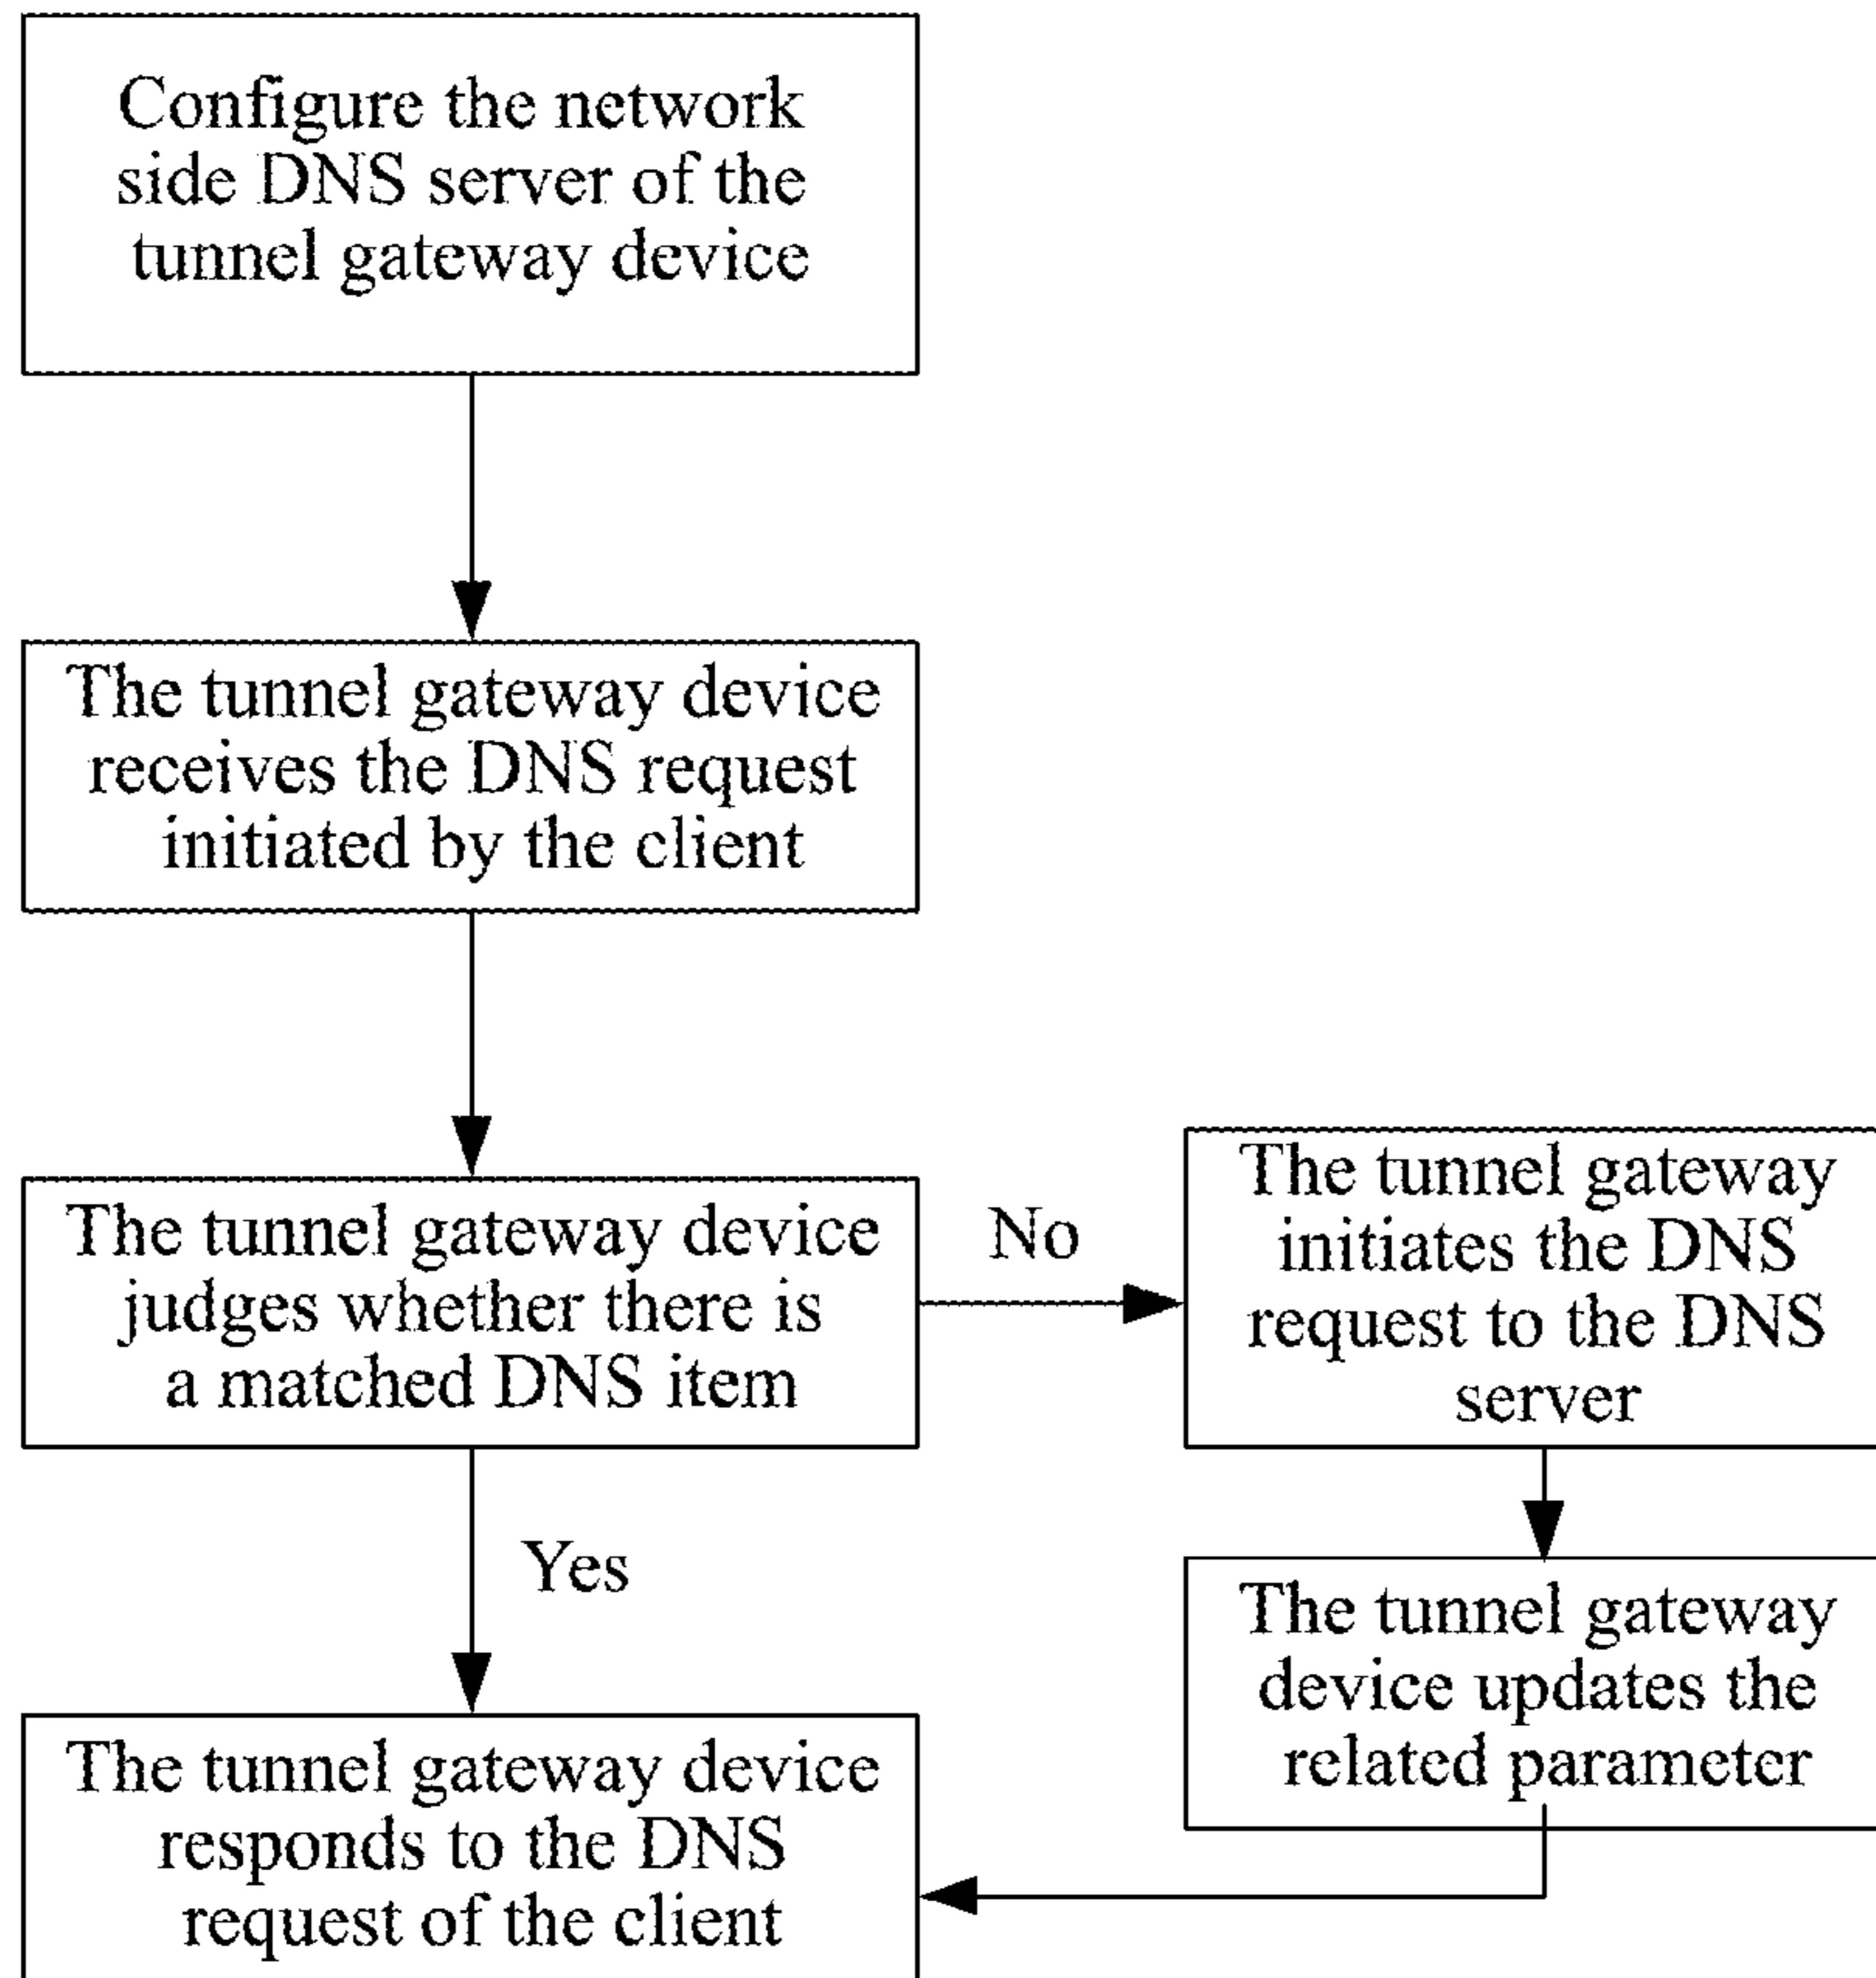 Configure the network
side DNS server of the
tunnel gateway device
The tunnel gateway device
receives the DNS request
initiated by the client
The tunnel gateway device
judges whether there is
a matched DNS item
No
The tunnel gateway
initiates the DNS
request to the DNS
server
Yes
The tunnel gateway
device updates the
related parameter
The tunnel gateway device
responds to the DNS
request of the client